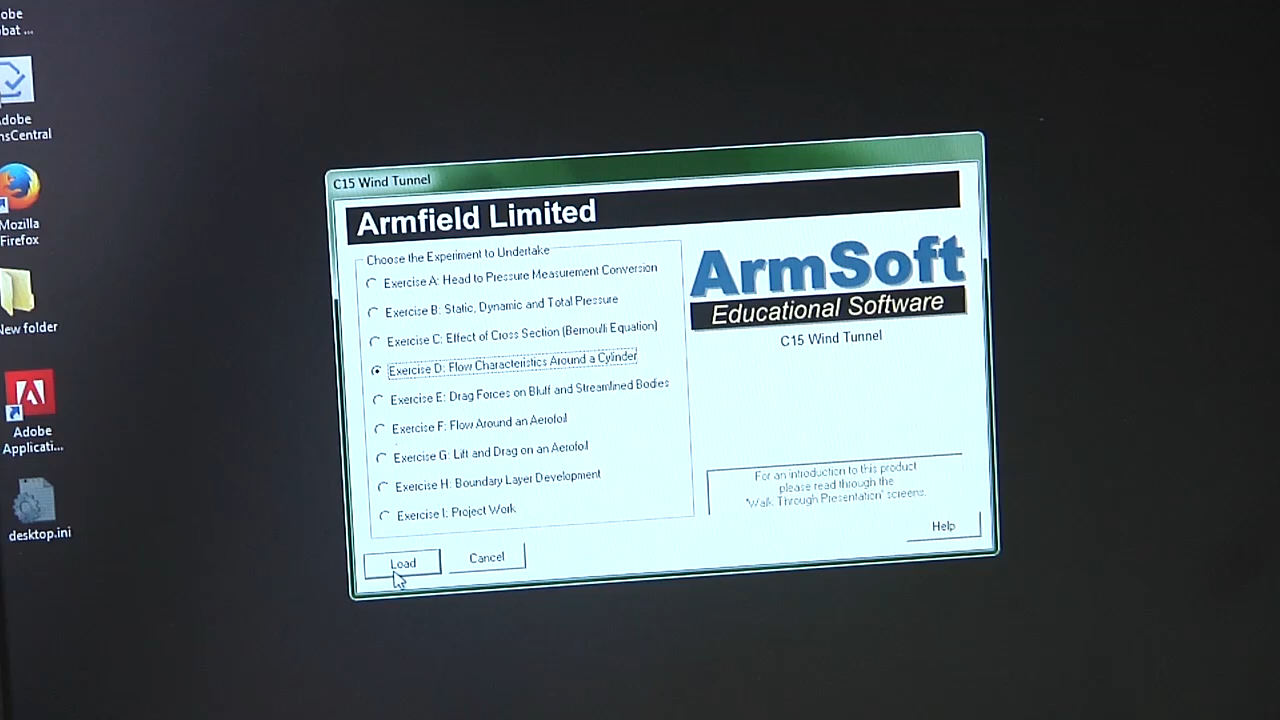 obe
bat ...
Adobe
nsCentral
Mozilla
Firefox
New folder
Adobe
Applicati...
desktop.ini
C15 Wind Tunnel
Armfield Limited
Choose the Experiment to Undertake
Exercise A: Head to Pressure Measurement Conversion
Exercise B: Static, Dynamic and Total Pressure
Exercise C: Effect of Cross Section (Bernoulli Equation)
Exercise D: Flow Characteristics Around a Cylinder
Exercise E: Drag Forces on Bluff and Streamlined Bodies
Exercise F: Flow Around an Aerofoil
Exercise G: Lift and Drag on an Aerofoil
Exercise H: Boundary Layer Development
Exercise I: Project Work
ArmSoft
Educational Software
C15 Wind Tunnel
For an introduction to this product
please read through the
'Walk Through Presentation' screens.
Load
Cancel
Help